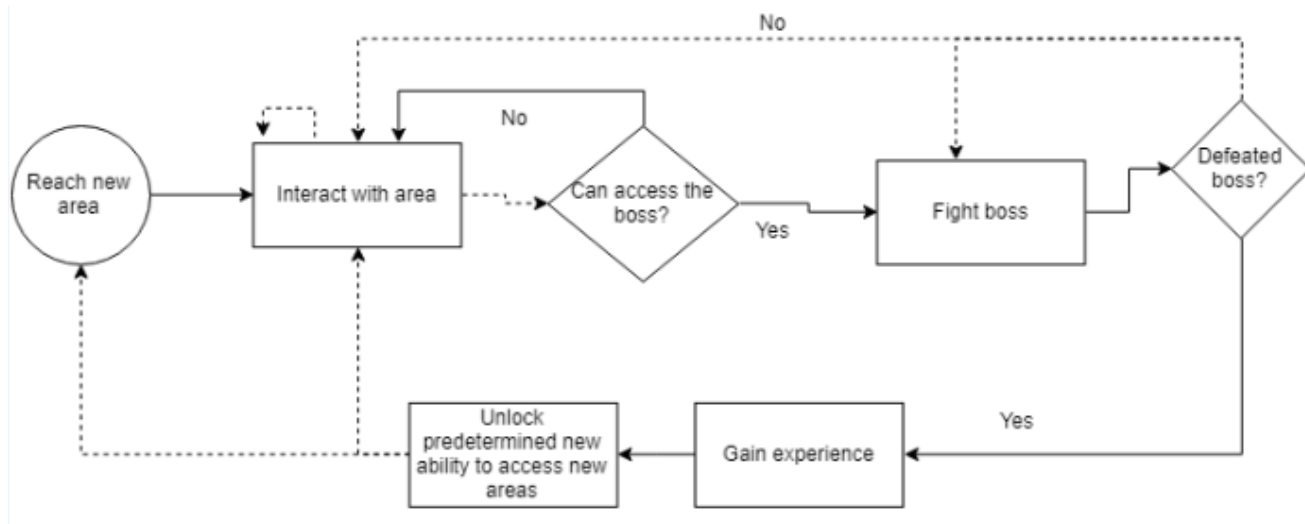 No
No
Reach new
area
Interact with area
Can access the
boss?
Yes
Fight boss
Defeated
boss?
Yes
Gain experience
Unlock
predetermined new
ability to access new
areas